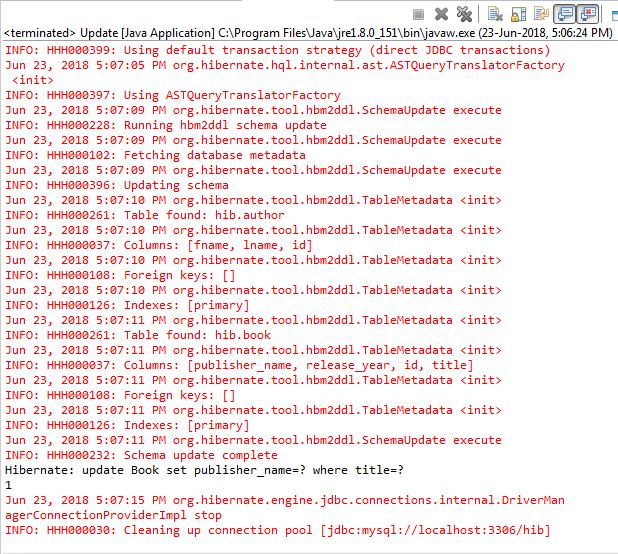 <terminated> Update [Java Application] C:\Program Files\Java\jre1.8.0_151\bin\javaw.exe (23-Jun-2018, 5:06:24 PM)
INFO: HHH000399: Using default transaction strategy (direct JDBC transactions)
Jun 23, 2018 5:07:05 PM org.hibernate.hql.internal.ast.ASTQueryTranslatorFactory
<init>
INFO: HHH000397: Using ASTQueryTranslatorFactory
Jun 23, 2018 5:07:09 PM org.hibernate.tool.hbm2ddl.SchemaUpdate execute
INFO: HHH000228: Running hbm2ddl schema update
Jun 23, 2018 5:07:09 PM org.hibernate.tool.hbm2ddl.SchemaUpdate execute
INFO: HHH000102: Fetching database metadata
Jun 23, 2018 5:07:09 PM org.hibernate.tool.hbm2ddl.SchemaUpdate execute
INFO: HHH000396: Updating schema
Jun 23, 2018 5:07:10 PM org.hibernate.tool.hbm2ddl.TableMetadata <init>
INFO: HHH000261: Table found: hib.author
Jun 23, 2018 5:07:10 PM org.hibernate.tool.hbm2ddl.TableMetadata <init>
INFO: HHH000037: Columns: [fname, lname, id]
Jun 23, 2018 5:07:10 PM org.hibernate.tool.hbm2ddl.TableMetadata <init>
INFO: HHH000108: Foreign keys: []
Jun 23, 2018 5:07:10 PM org.hibernate.tool.hbm2ddl.TableMetadata <init>
INFO: HHH000126: Indexes: [primary]
Jun 23, 2018 5:07:11 PM org.hibernate.tool.hbm2ddl.TableMetadata <init>
INFO: HHH000261: Table found: hib.book
Jun 23, 2018 5:07:11 PM org.hibernate.tool.hbm2ddl.TableMetadata <init>
INFO: HHH000037: Columns: [publisher_name, release_year, id, title]
Jun 23, 2018 5:07:11 PM org.hibernate.tool.hbm2ddl.TableMetadata <init>
INFO: HHH000108: Foreign keys: []
Jun 23, 2018 5:07:11 PM org.hibernate.tool.hbm2ddl.TableMetadata <init>
INFO: HHH000126: Indexes: [primary]
Jun 23, 2018 5:07:11 PM org.hibernate.tool.hbm2ddl.SchemaUpdate execute
INFO: HHH000232: Schema update complete
Hibernate: update Book set publisher_name=? where title=?
1
Jun 23, 2018 5:07:15 PM org.hibernate.engine.jdbc.connections.internal.DriverMan
agerConnectionProviderImpl stop
INFO: HHH000030: Cleaning up connection pool [jdbc:mysql://localhost:3306/hib]